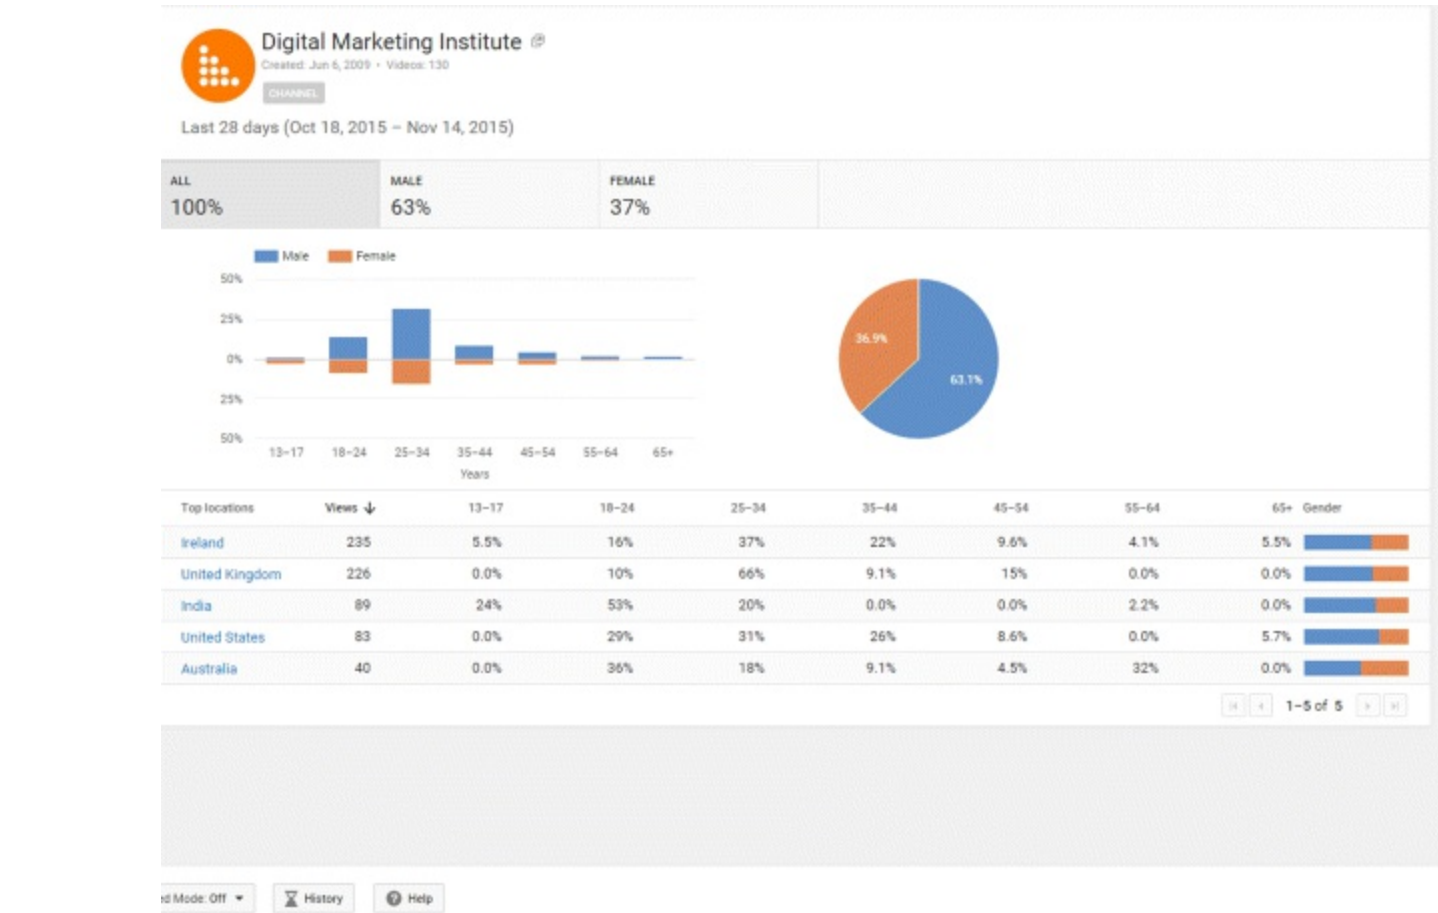 Digital Marketing Institute
Created: Jun 6, 2009 • Videos: 130
CHANNEL
Last 28 days (Oct 18, 2015 – Nov 14, 2015)
ALL MALE FEMALE
100% 63% 37%
Male Female
50%
25%
0%
25%
50%
13–17 18–24 25–34 35–44 45–54 55–64 65+
Years
36.9%
63.1%
Top locations Views 13–17 18–24 25–34 35–44 45–54 55–64 65+ Gender
Ireland 235 5.5% 16% 37% 22% 9.6% 4.1% 5.5%
United Kingdom 226 0.0% 10% 66% 9.1% 15% 0.0% 0.0%
India 89 24% 53% 20% 0.0% 0.0% 2.2% 0.0%
United States 83 0.0% 29% 31% 26% 8.6% 0.0% 5.7%
Australia 40 0.0% 36% 18% 9.1% 4.5% 32% 0.0%
1–5 of 5
ed Mode: Off History Help